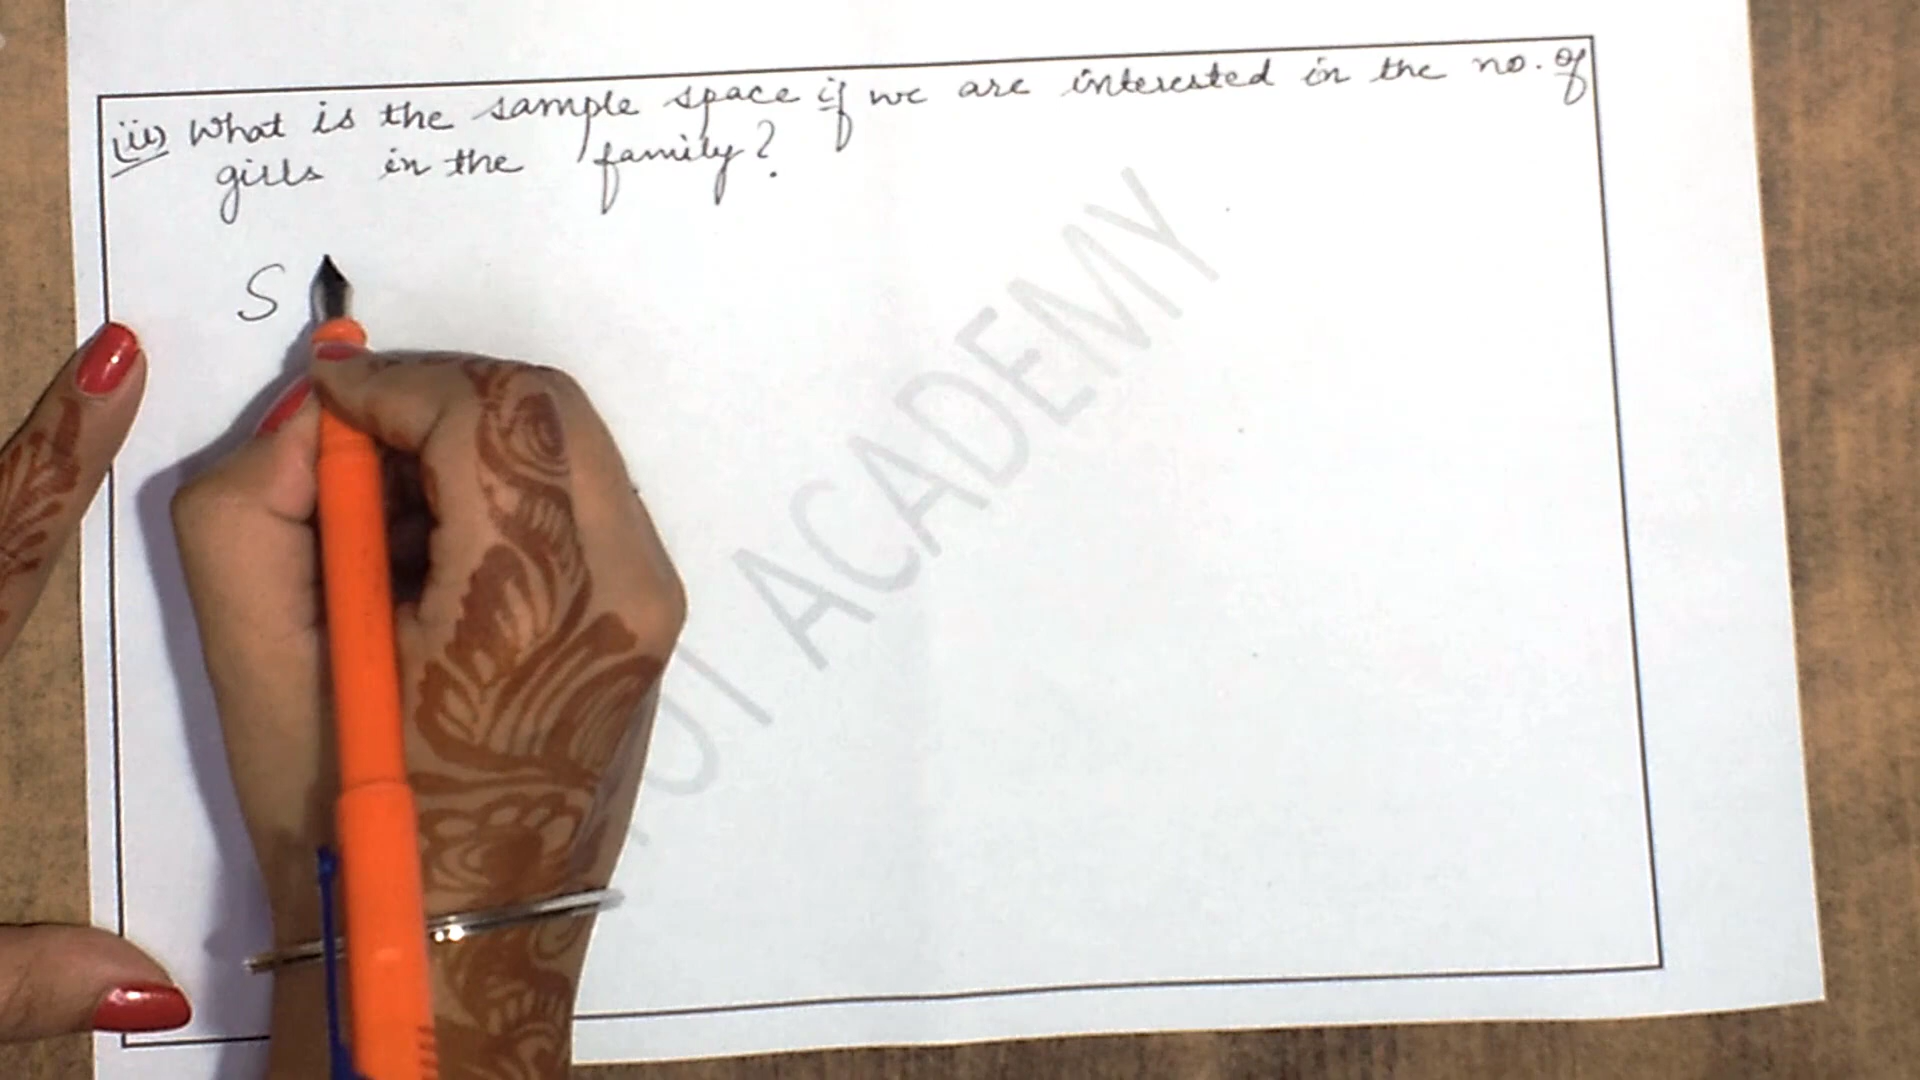 (ii) What is the sample space if we are interested in the no. of
girls in the family?
S
ACADEMY